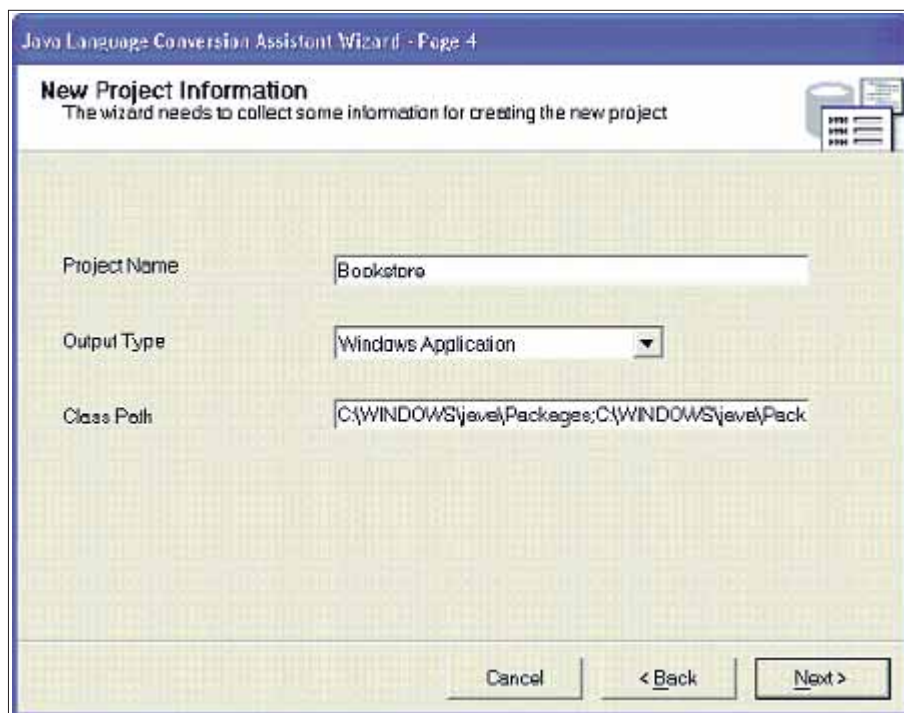 Java Language Conversion Assistant Wizard - Page 4
New Project Information
The wizard needs to collect some information for creating the new project
Project Name
Bookstore
Output Type
Windows Application
Class Path
C:\WINDOWS\java\Packages;C:\WINDOWS\java\Pack
Cancel
< Back
Next >